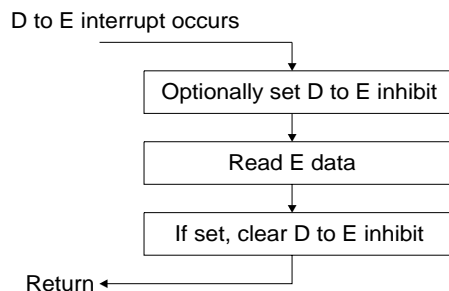 D to E interrupt occurs
Optionally set D to E inhibit
Read E data
If set, clear D to E inhibit
Return